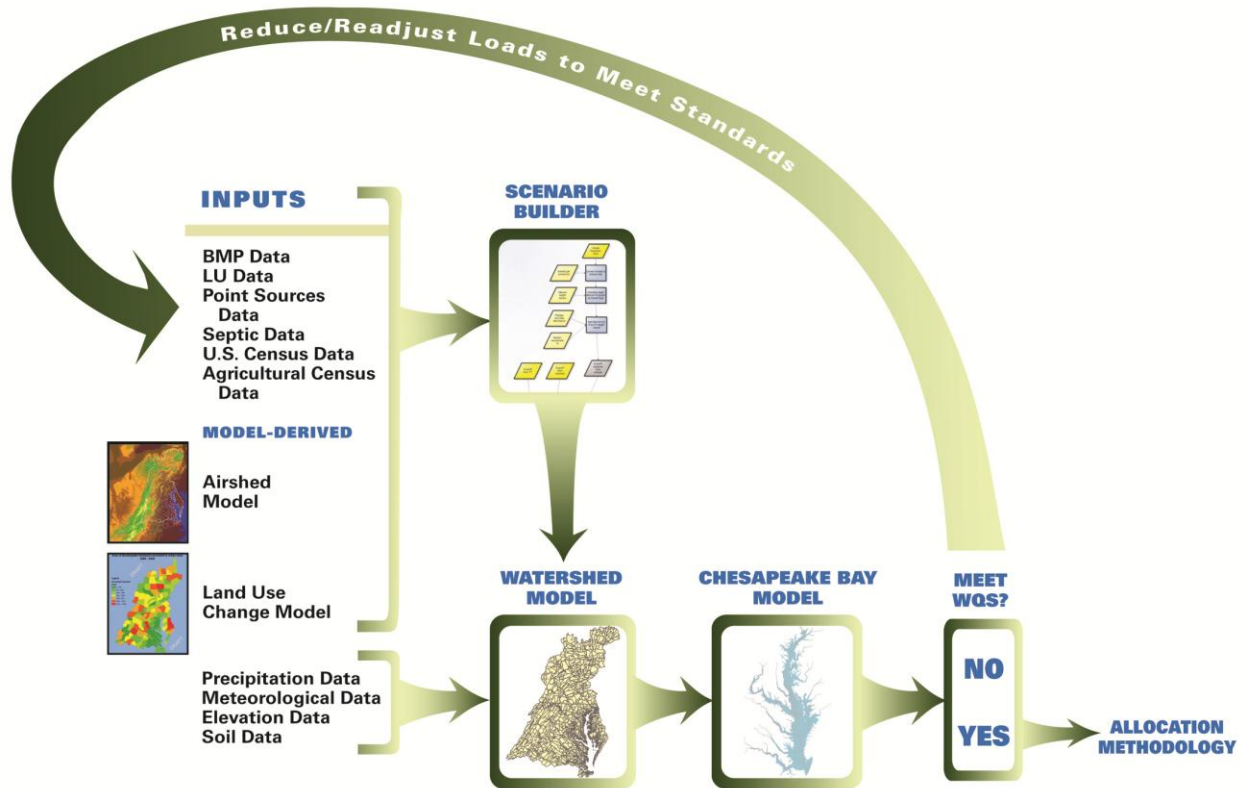 Reduce/Readjust Loads to Meet Standards
INPUTS
BMP Data
LU Data
Point Sources
Data
Septic Data
U.S. Census Data
Agricultural Census
Data
MODEL-DERIVED
Airshed
Model
Land Use
Change Model
Precipitation Data
Meteorological Data
Elevation Data
Soil Data
SCENARIO
BUILDER
WATERSHED
MODEL
CHESAPEAKE BAY
MODEL
MEET
WQS?
NO
YES
ALLOCATION
METHODOLOGY